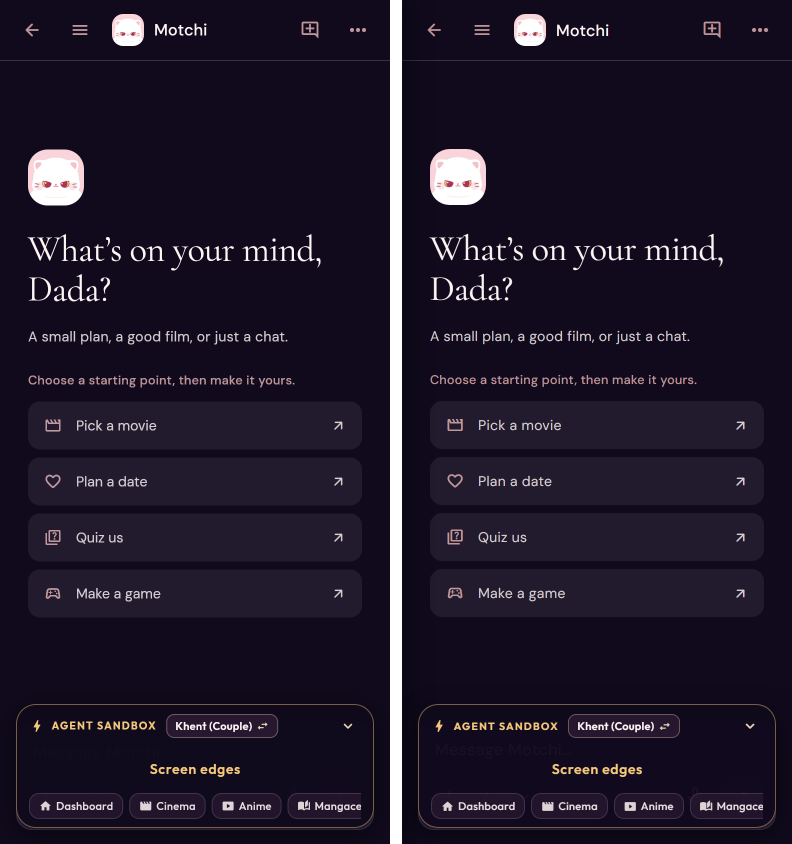 Motchi
What's on your mind,
Dada?
A small plan, a good film, or just a chat.
Choose a starting point, then make it yours.
Pick a movie
Plan a date
Quiz us
Make a game
AGENT SANDBOX Khent (Couple)
Screen edges
Dashboard Cinema Anime Mangace
Motchi
What's on your mind,
Dada?
A small plan, a good film, or just a chat.
Choose a starting point, then make it yours.
Pick a movie
Plan a date
Quiz us
Make a game
AGENT SANDBOX Khent (Couple)
Message Motchi...
Screen edges
Dashboard Cinema Anime Mangace